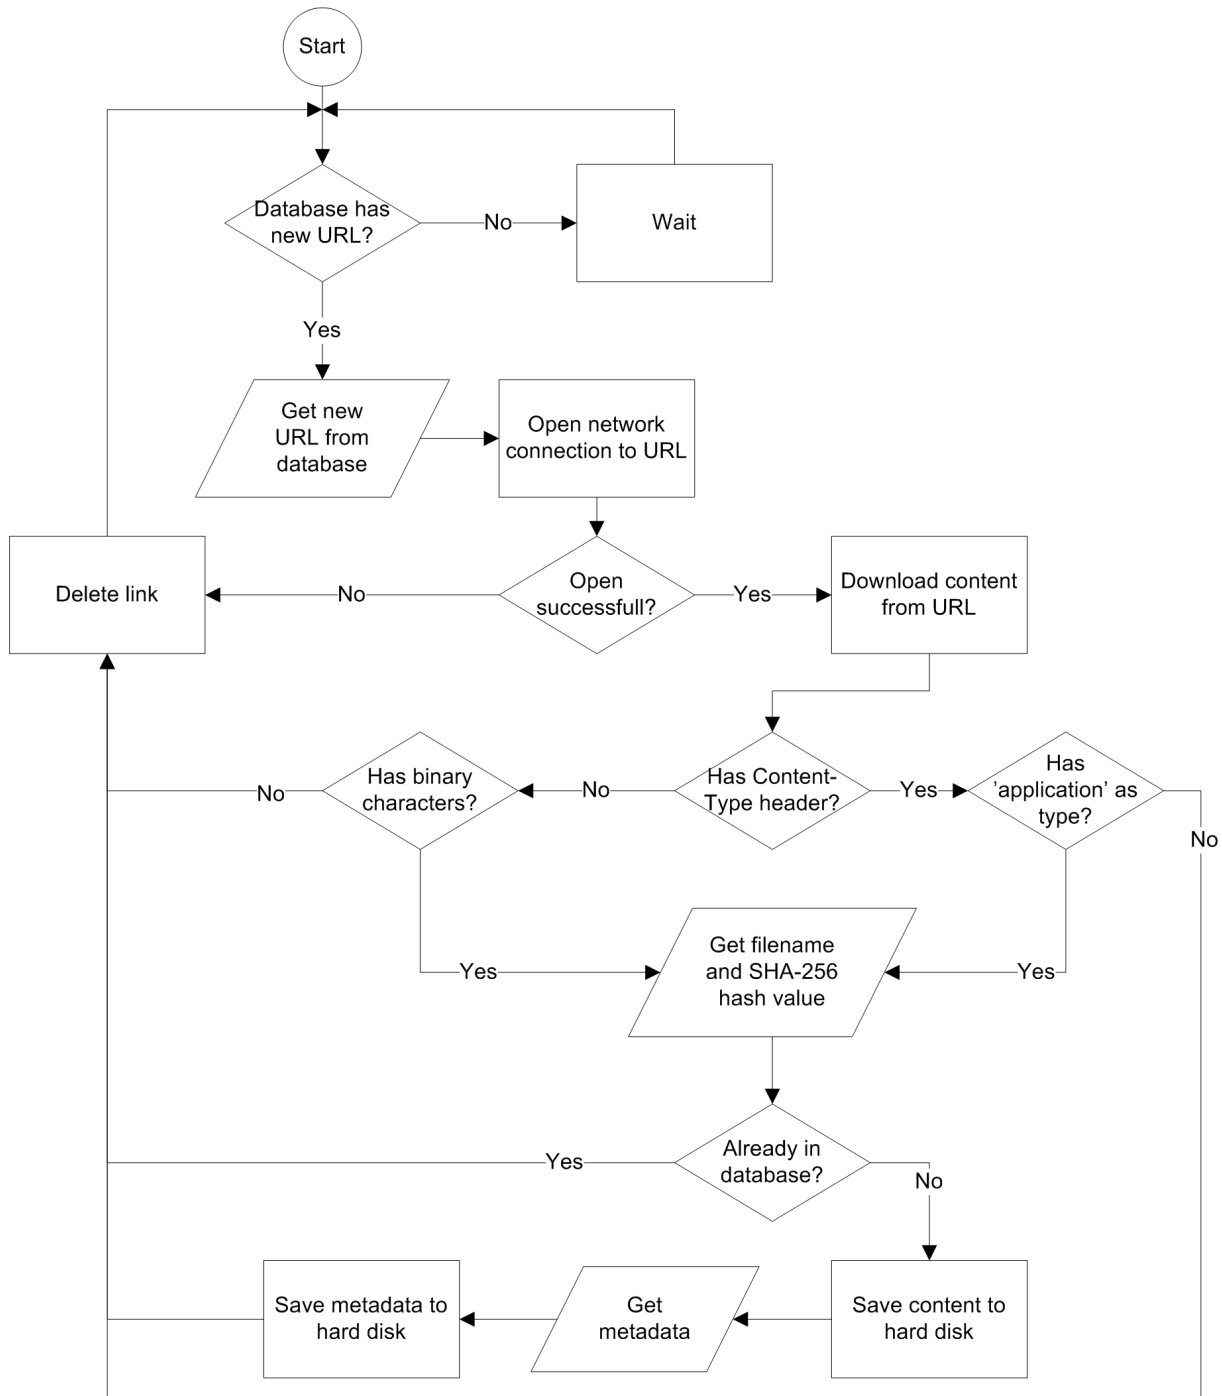 Start
Database has
new URL?
No
Wait
Yes
Get new
URL from
database
Open network
connection to URL
Delete link
No
Open
successfull?
Yes
Download content
from URL
No
Has binary
characters?
No
Has Content-
Type header?
Yes
Has
’application’ as
type?
No
Yes
Get filename
and SHA-256
hash value
Yes
Yes
Already in
database?
No
Save metadata to
hard disk
Get
metadata
Save content to
hard disk